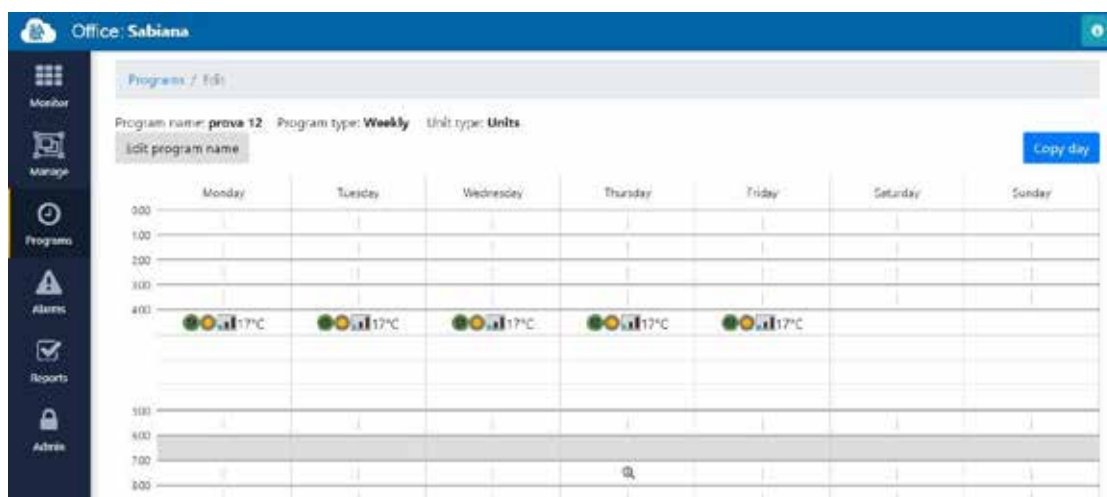 Office: Sabiana
Monitor
Manage
Programs
Alarms
Reports
Admin
Programs / Edit
Program name: prova 12 Program type: Weekly Unit type: Units
Edit program name
Copy day
Monday Tuesday Wednesday Thursday Friday Saturday Sunday
0:00
1:00
2:00
3:00
4:00
17°C 17°C 17°C 17°C 17°C
5:00
6:00
7:00
8:00